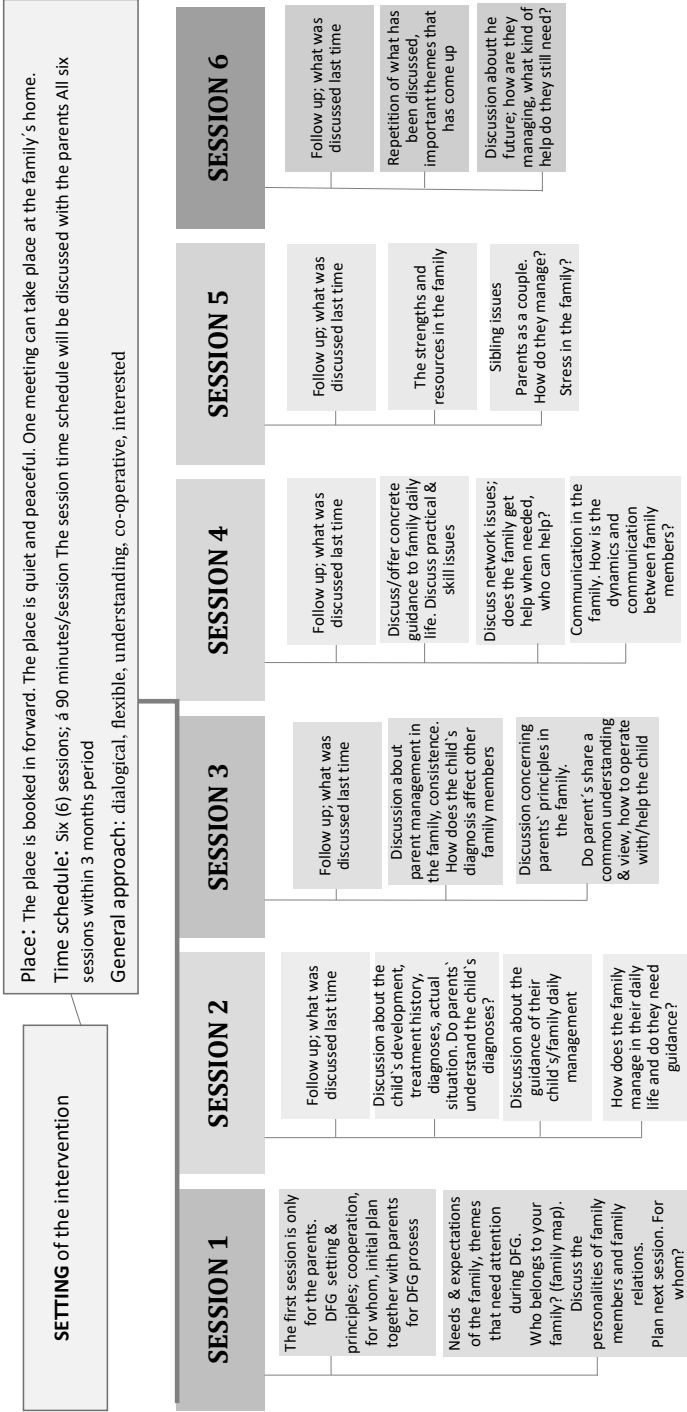 SETTING of the intervention
Place: The place is booked in forward. The place is quiet and peaceful. One meeting can take place at the family´s home.
Time schedule: Six (6) sessions; á 90 minutes/session The session time schedule will be discussed with the parents All six
sessions within 3 months period
General approach: dialogical, flexible, understanding, co-operative, interested
SESSION 1
The first session is only
for the parents.
DFG setting &
principles; cooperation,
for whom, initial plan
together with parents
for DFG prosess
Needs & expectations
of the family, themes
that need attention
during DFG.
Who belongs to your
family? (family map).
Discuss the
personalities of family
members and family
relations.
Plan next session. For
whom?
SESSION 2
Follow up; what was
discussed last time
Discussion about the
child`s development,
treatment history,
diagnoses, actual
situation. Do parents`
understand the child`s
diagnoses?
Discussion about the
guidance of their
child`s/family daily
management
How does the family
manage in their daily
life and do they need
guidance?
SESSION 3
Follow up; what was
discussed last time
Discussion about
parent management in
the family, consistence.
How does the child`s
diagnosis affect other
family members
Discussion concerning
parents` principles in
the family.
Do parent´s share a
common understanding
& view, how to operate
with/help the child
SESSION 4
Follow up; what was
discussed last time
Discuss/offer concrete
guidance to family daily
life. Discuss practical &
skill issues
Discuss network issues;
does the family get
help when needed,
who can help?
Communication in the
family. How is the
dynamics and
communication
between family
members?
SESSION 5
Follow up; what was
discussed last time
The strengths and
resources in the family
Sibling issues
Parents as a couple.
How do they manage?
Stress in the family?
SESSION 6
Follow up; what was
discussed last time
Repetition of what has
been discussed,
important themes that
has come up
Discussion aboutt he
future; how are they
managing, what kind of
help do they still need?